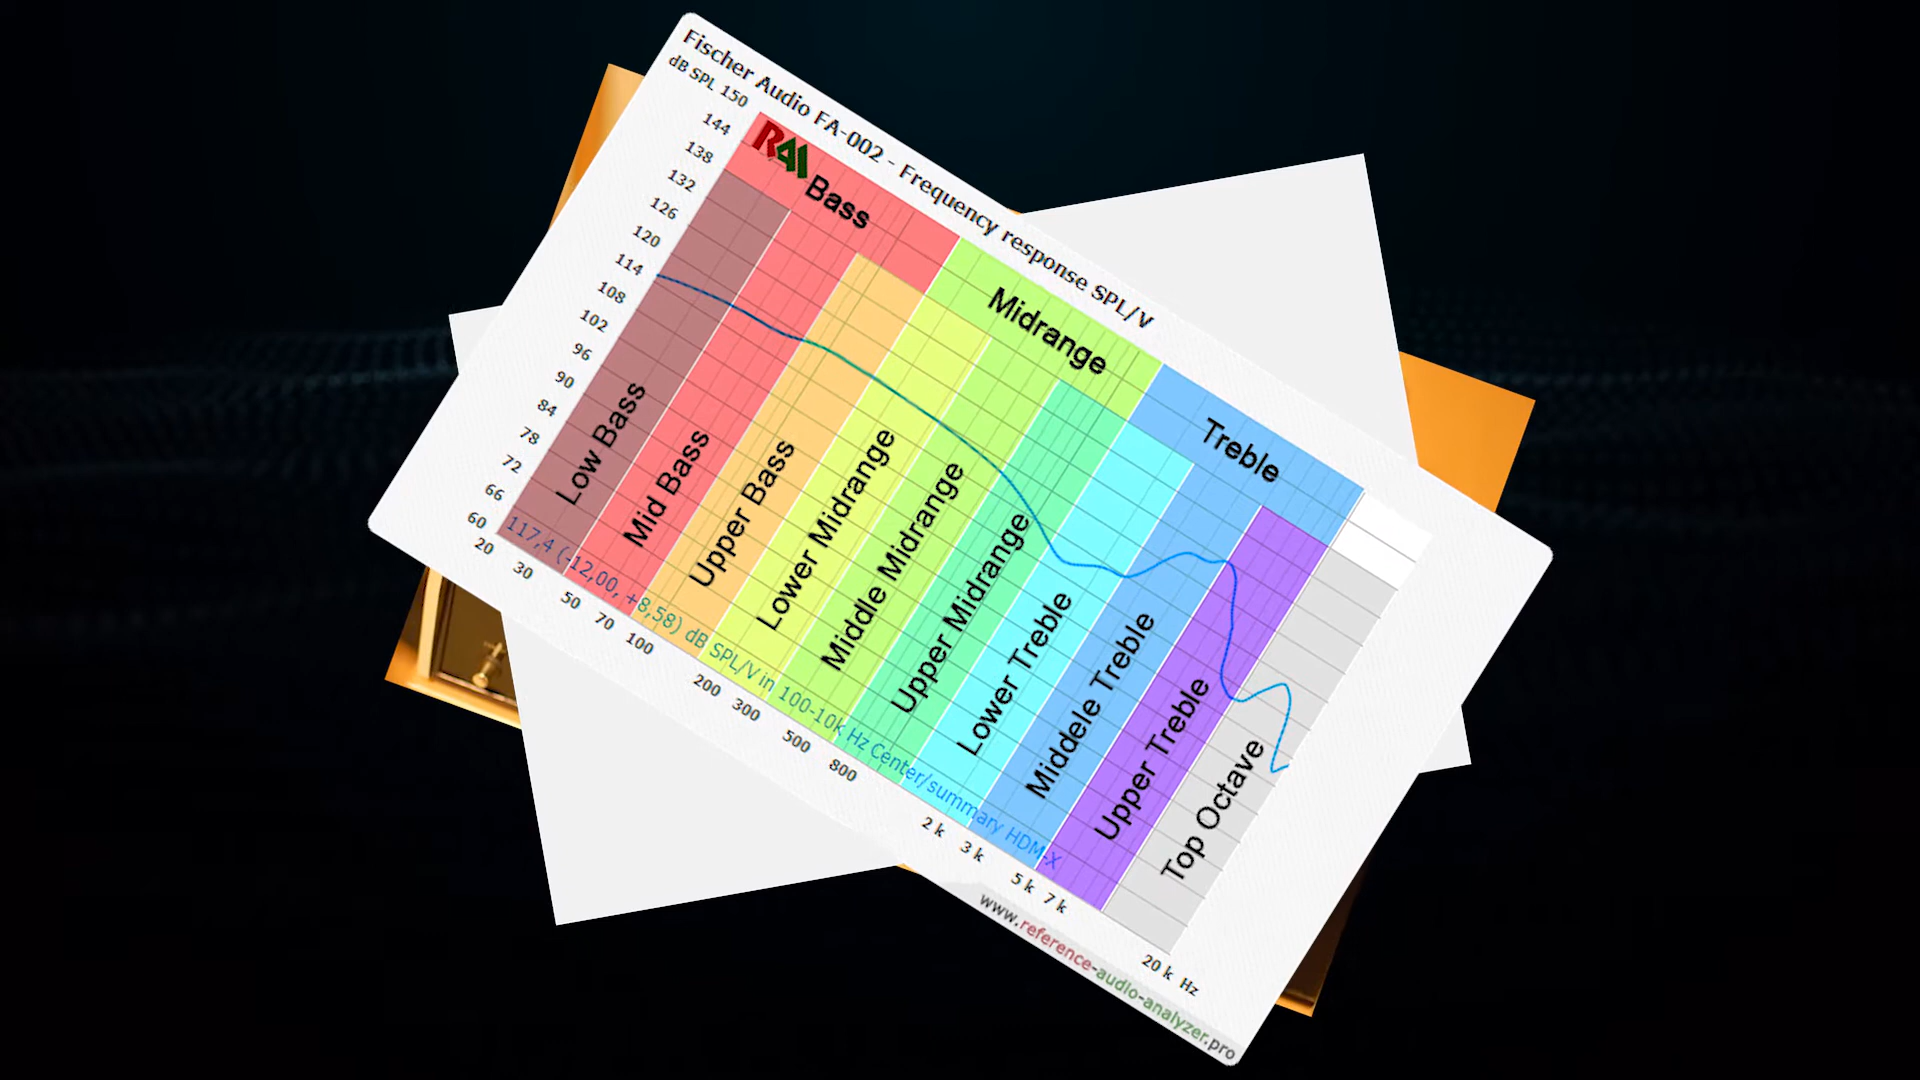 Fischer Audio FA-002 - Frequency response SPL/V
dB SPL 150
144
138
132
126
120
114
108
102
96
90
84
78
72
66
60
RAA
Bass
Midrange
Treble
Low Bass
Mid Bass
Upper Bass
Lower Midrange
Middle Midrange
Upper Midrange
Lower Treble
Middele Treble
Upper Treble
Top Octave
117,4 (-12,00, +8,58) dB SPL/V in 100-10k Hz Center/summary HDM-X
20 30 50 70 100 200 300 500 800 2 k 3 k 5 k 7 k 20 k Hz
www.reference-audio-analyzer.pro